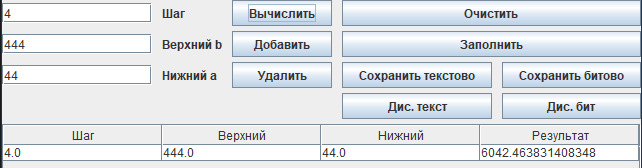 4 Шаг Вычислить Очистить
444 Верхний b Добавить Заполнить
44 Нижний a Удалить Сохранить текстово Сохранить битово
Дис. текст Дис. бит
Шаг Верхний Нижний Результат
4.0 444.0 44.0 6042.463831408348